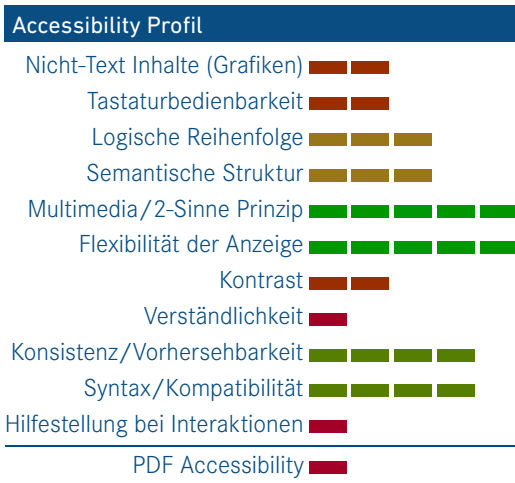 Accessibility Profil
Nicht-Text Inhalte (Grafiken)
Tastaturbedienbarkeit
Logische Reihenfolge
Semantische Struktur
Multimedia/2-Sinne Prinzip
Flexibilität der Anzeige
Kontrast
Verständlichkeit
Konsistenz/Vorhersehbarkeit
Syntax/Kompatibilität
Hilfestellung bei Interaktionen
PDF Accessibility